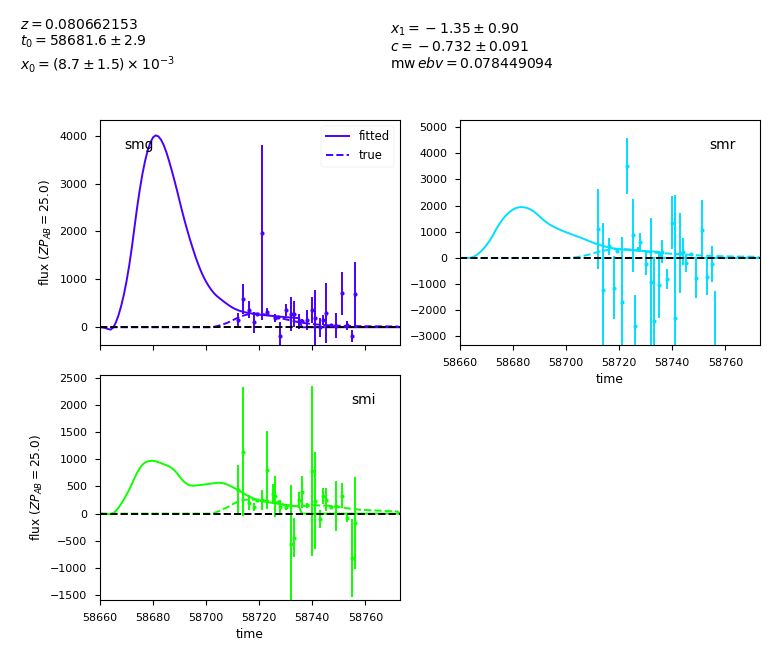 z = 0.080662153
t₀ = 58681.6 ± 2.9
x₀ = (8.7 ± 1.5) × 10⁻³
x₁ = −1.35 ± 0.90
c = −0.732 ± 0.091
mw ebv = 0.078449094
smg
fitted
true
flux (ZP_AB = 25.0)
4000
3000
2000
1000
0
smr
5000
4000
3000
2000
1000
0
−1000
−2000
−3000
58660 58680 58700 58720 58740 58760
time
smi
flux (ZP_AB = 25.0)
2500
2000
1500
1000
500
0
−500
−1000
−1500
58660 58680 58700 58720 58740 58760
time